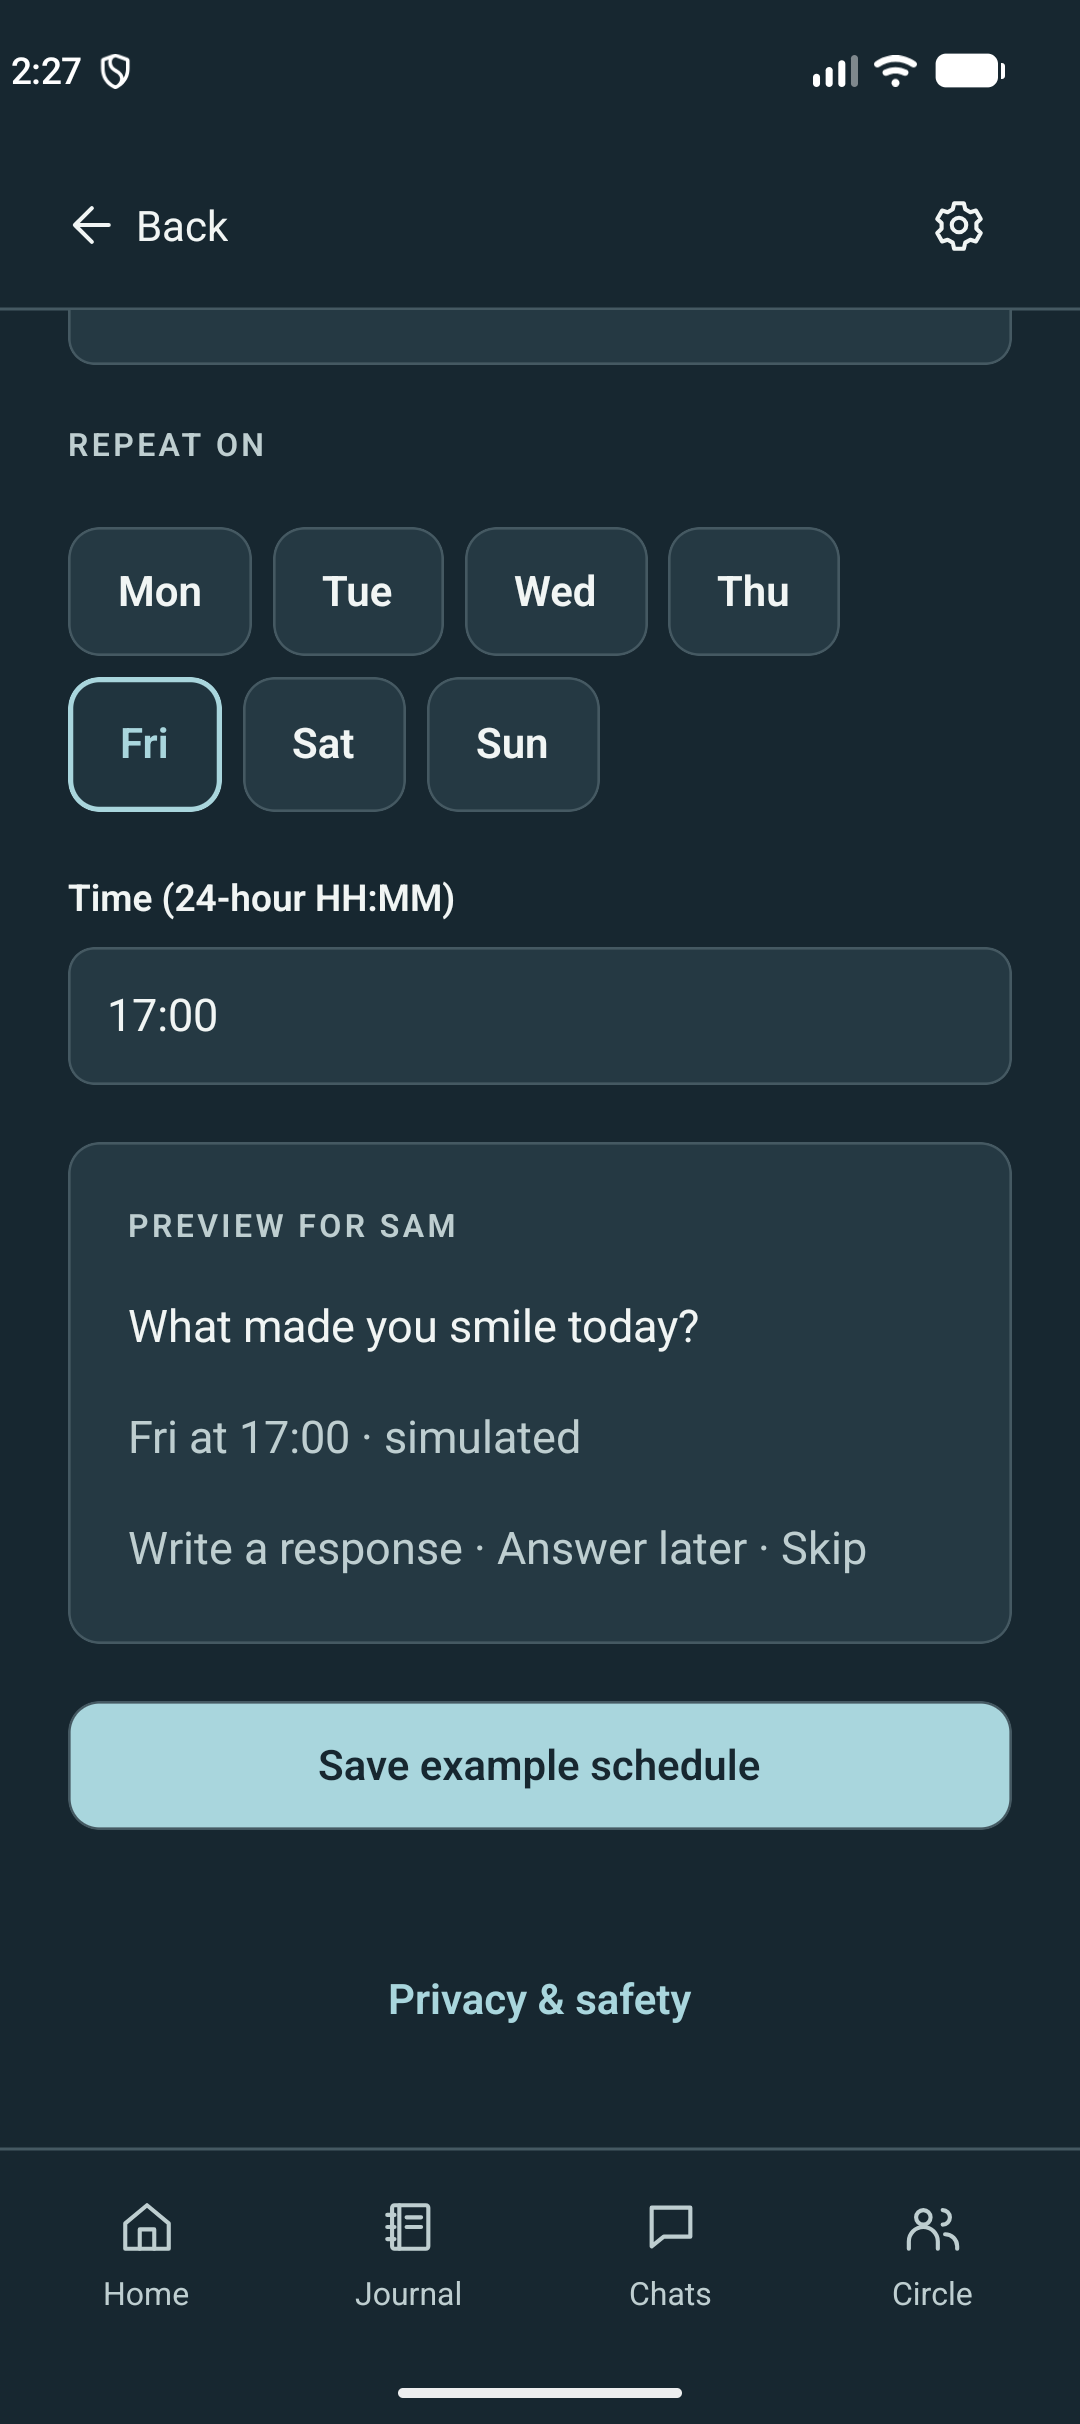 2:27
Back
REPEAT ON
Mon Tue Wed Thu
Fri Sat Sun
Time (24-hour HH:MM)
17:00
PREVIEW FOR SAM
What made you smile today?
Fri at 17:00 · simulated
Write a response · Answer later · Skip
Save example schedule
Privacy & safety
Home Journal Chats Circle